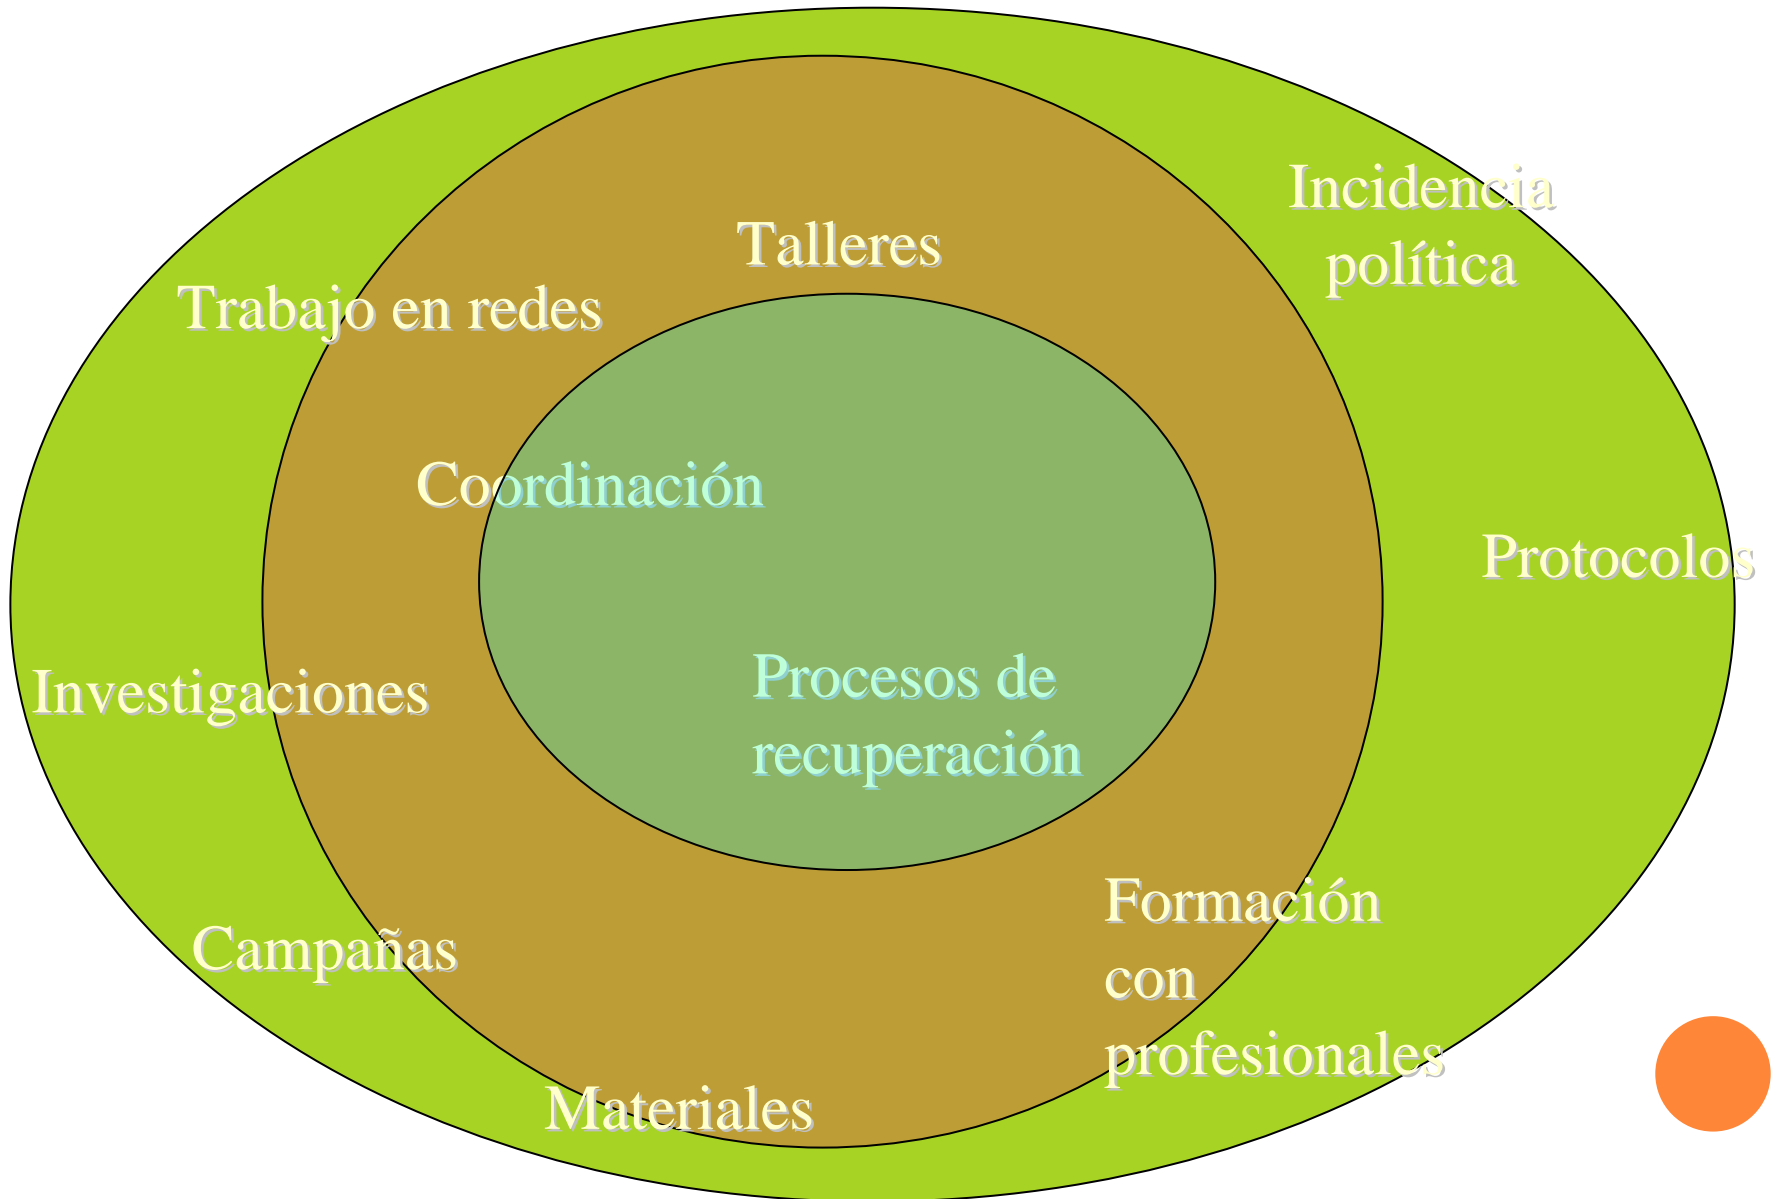 Incidencia
política
Talleres
Trabajo en redes
Coordinación
Protocolos
Procesos de
recuperación
Investigaciones
Formación
con
profesionales
Campañas
Materiales